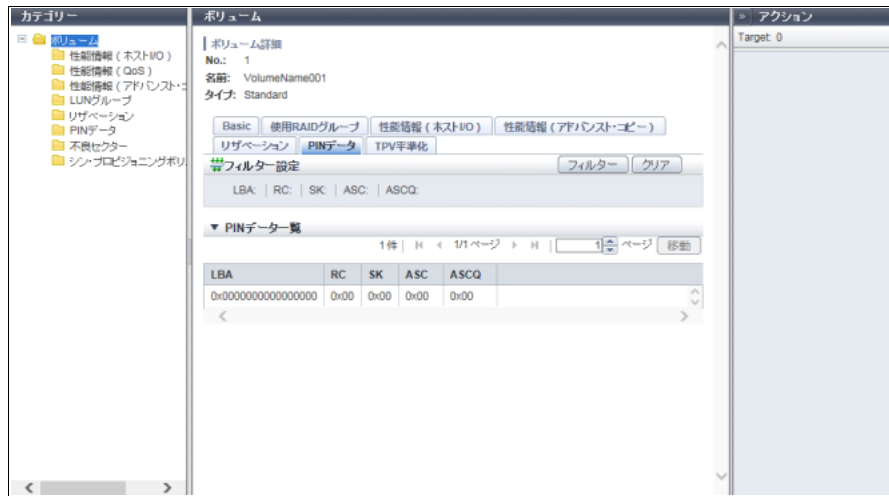 カテゴリー
ボリューム
性能情報 ( ホストI/O )
性能情報 ( QoS )
性能情報 ( アドバンスト・コ
LUNグループ
リザベーション
PINデータ
不良セクター
シン・プロビジョニングボリ
ボリューム
ボリューム詳細
No.: 1
名前: VolumeName001
タイプ: Standard
Basic 使用RAIDグループ 性能情報 ( ホストI/O ) 性能情報 ( アドバンスト・コピー )
リザベーション PINデータ TPV平準化
フィルター設定 フィルター クリア
LBA: | RC: | SK: | ASC: | ASCQ:
▼ PINデータ一覧
1件 | 1/1 ページ | 1 ページ 移動
LBA RC SK ASC ASCQ
0x0000000000000000 0x00 0x00 0x00 0x00
» アクション
Target: 0